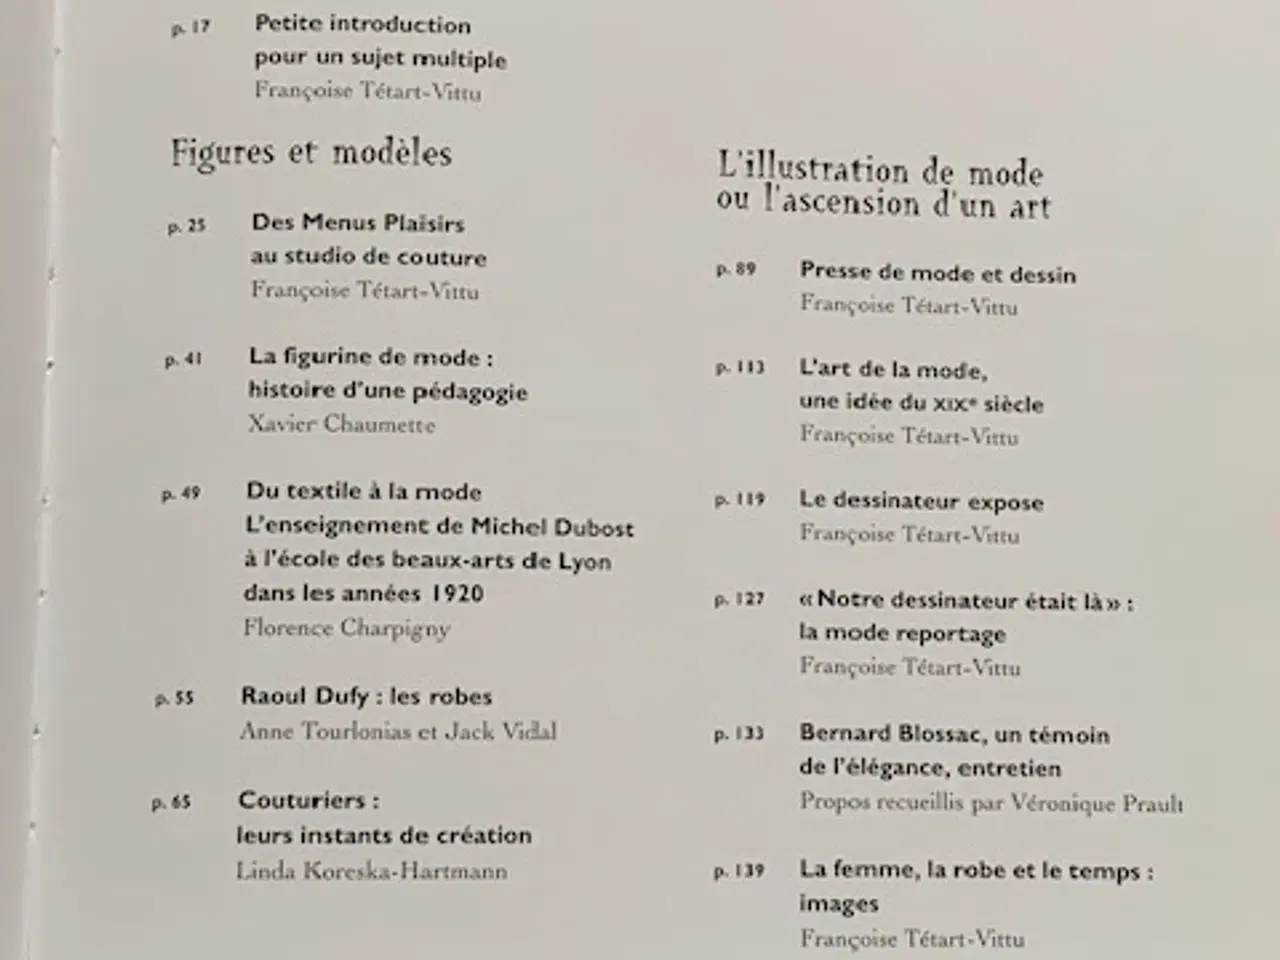 p. 17 Petite introduction
pour un sujet multiple
Françoise Tétart-Vittu
Figures et modèles
p. 25 Des Menus Plaisirs
au studio de couture
Françoise Tétart-Vittu
p. 41 La figurine de mode :
histoire d'une pédagogie
Xavier Chaumette
p. 49 Du textile à la mode
L'enseignement de Michel Dubost
à l'école des beaux-arts de Lyon
dans les années 1920
Florence Charpigny
p. 55 Raoul Dufy : les robes
Anne Tourlonias et Jack Vidal
p. 65 Couturiers :
leurs instants de création
Linda Koreska-Hartmann
L'illustration de mode
ou l'ascension d'un art
p. 89 Presse de mode et dessin
Françoise Tétart-Vittu
p. 113 L'art de la mode,
une idée du XIXe siècle
Françoise Tétart-Vittu
p. 119 Le dessinateur expose
Françoise Tétart-Vittu
p. 127 « Notre dessinateur était là » :
la mode reportage
Françoise Tétart-Vittu
p. 133 Bernard Blossac, un témoin
de l'élégance, entretien
Propos recueillis par Véronique Prault
p. 139 La femme, la robe et le temps :
images
Françoise Tétart-Vittu